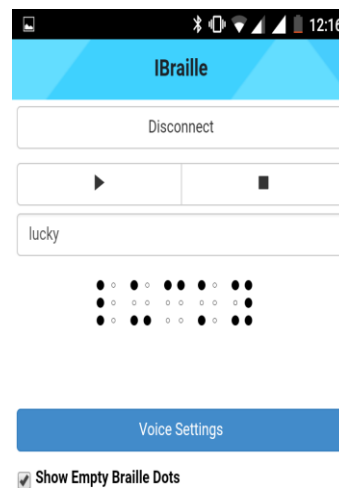 12:16
IBraille
Disconnect
lucky
⠇⠥⠉⠅⠽
Voice Settings
Show Empty Braille Dots